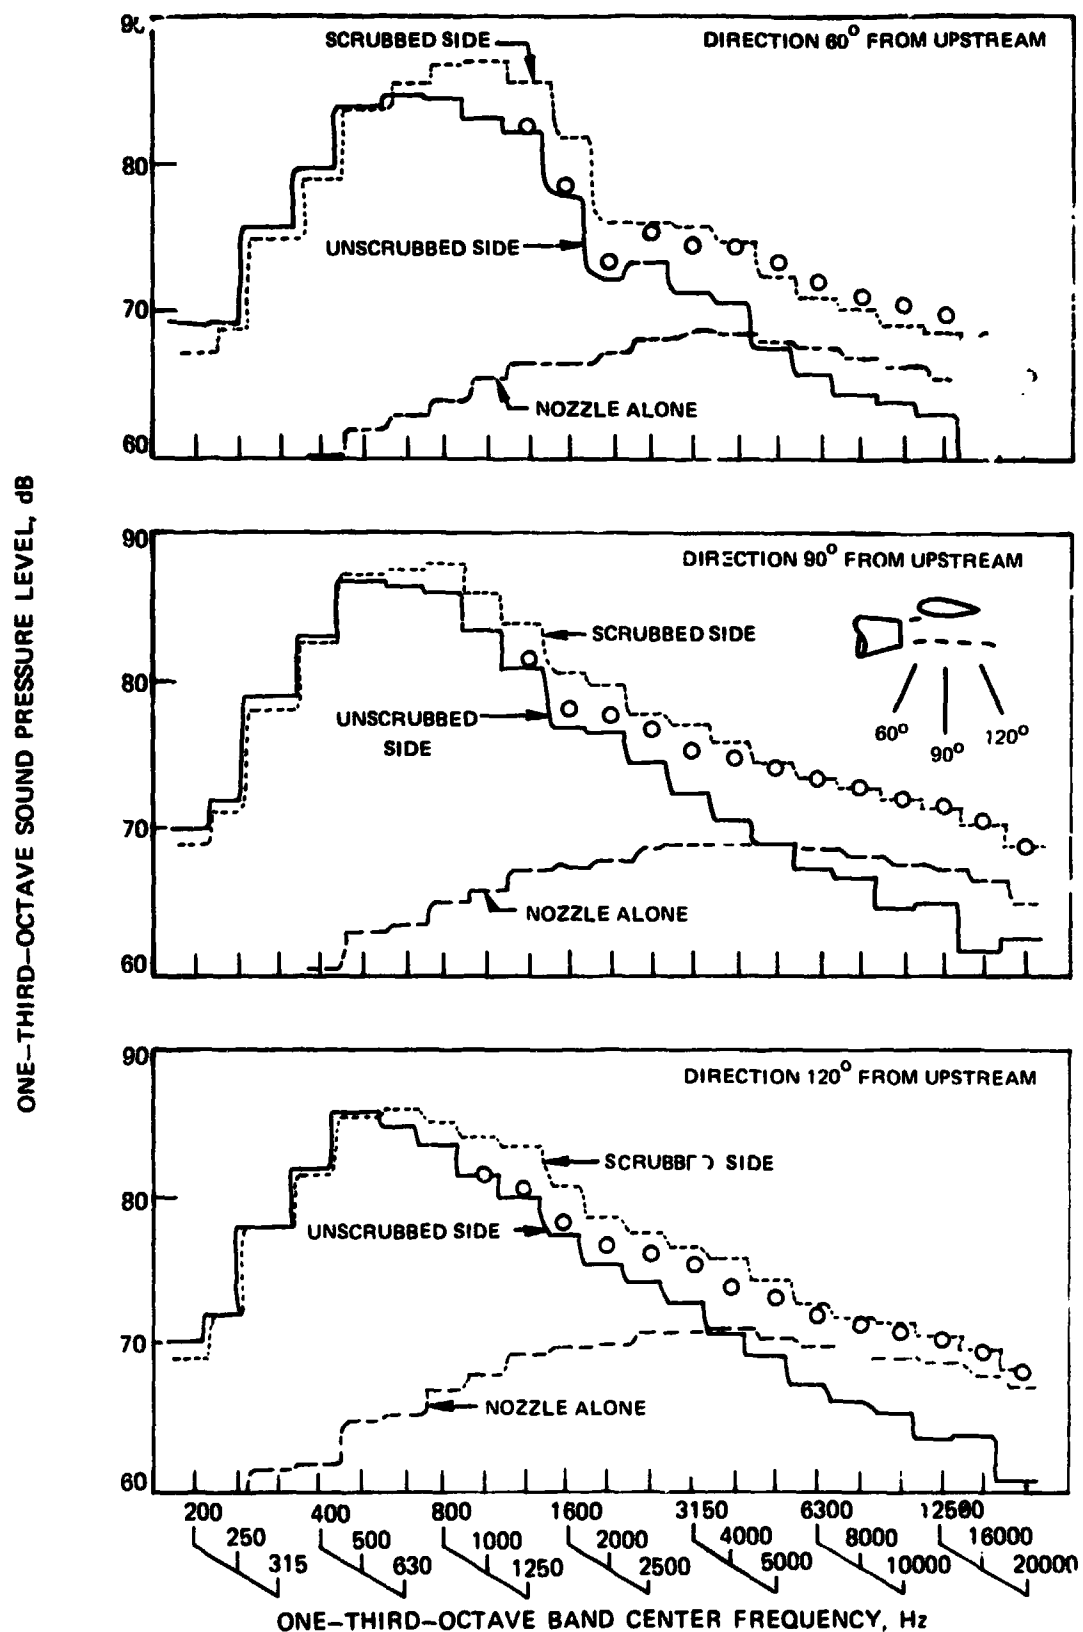 ONE-THIRD-OCTAVE SOUND PRESSURE LEVEL, dB
DIRECTION 60° FROM UPSTREAM
SCRUBBED SIDE
80
UNSCRUBBED SIDE
70
NOZZLE ALONE
60
90
DIRECTION 90° FROM UPSTREAM
SCRUBBED SIDE
80
UNSCRUBBED
SIDE
60°
90°
120°
70
NOZZLE ALONE
60
90
DIRECTION 120° FROM UPSTREAM
SIDE
80
UNSCRUBBED SIDE
70
NOZZLE ALONE
60
200 400 800 1600 3150 6300
250 500 1000 2000 4000 8000 16000
315 630 1250 2500 5000 10000 20000
ONE-THIRD-OCTAVE BAND CENTER FREQUENCY, Hz